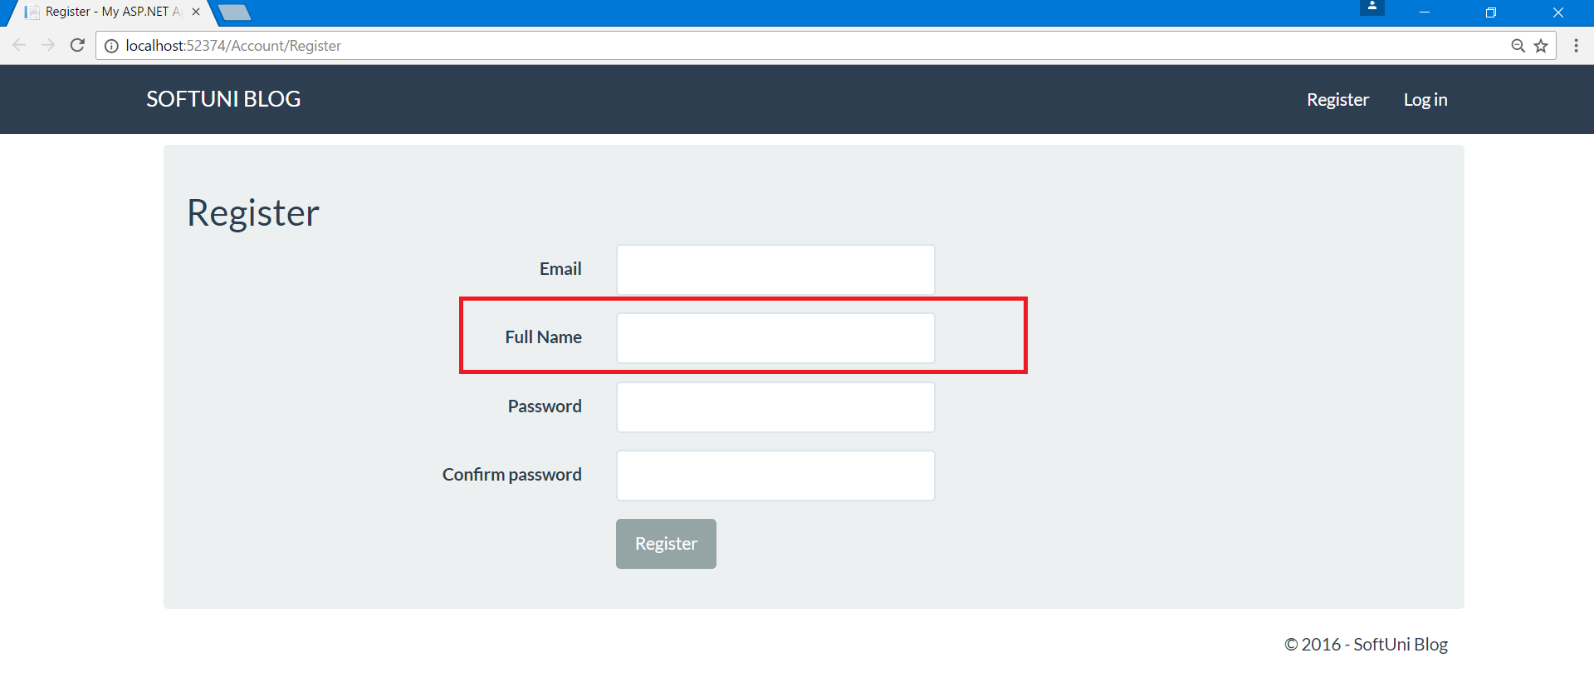 Register - My ASP.NET A
localhost:52374/Account/Register
SOFTUNI BLOG
Register
Log in
Register
Email
Full Name
Password
Confirm password
Register
© 2016 - SoftUni Blog